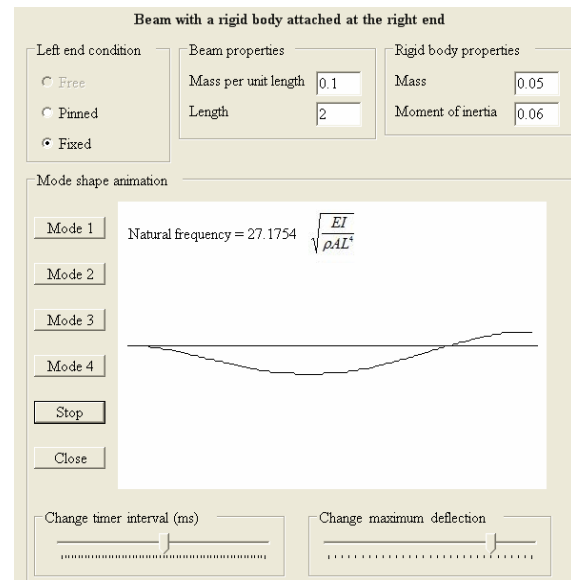 Beam with a rigid body attached at the right end
Left end condition
Free
Pinned
Fixed
Beam properties
Mass per unit length 0.1
Length 2
Rigid body properties
Mass 0.05
Moment of inertia 0.06
Mode shape animation
Mode 1
Mode 2
Mode 3
Mode 4
Stop
Close
Natural frequency = 27.1754 √(EI/ρAL⁴)
Change timer interval (ms)
Change maximum deflection